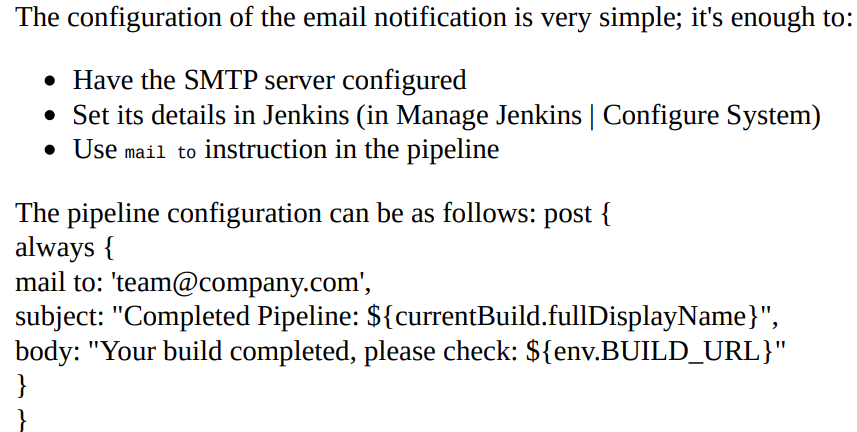 The configuration of the email notification is very simple; it's enough to:
• Have the SMTP server configured
• Set its details in Jenkins (in Manage Jenkins | Configure System)
• Use mail to instruction in the pipeline
The pipeline configuration can be as follows: post {
always {
mail to: 'team@company.com',
subject: "Completed Pipeline: ${currentBuild.fullDisplayName}",
body: "Your build completed, please check: ${env.BUILD_URL}"
}
}